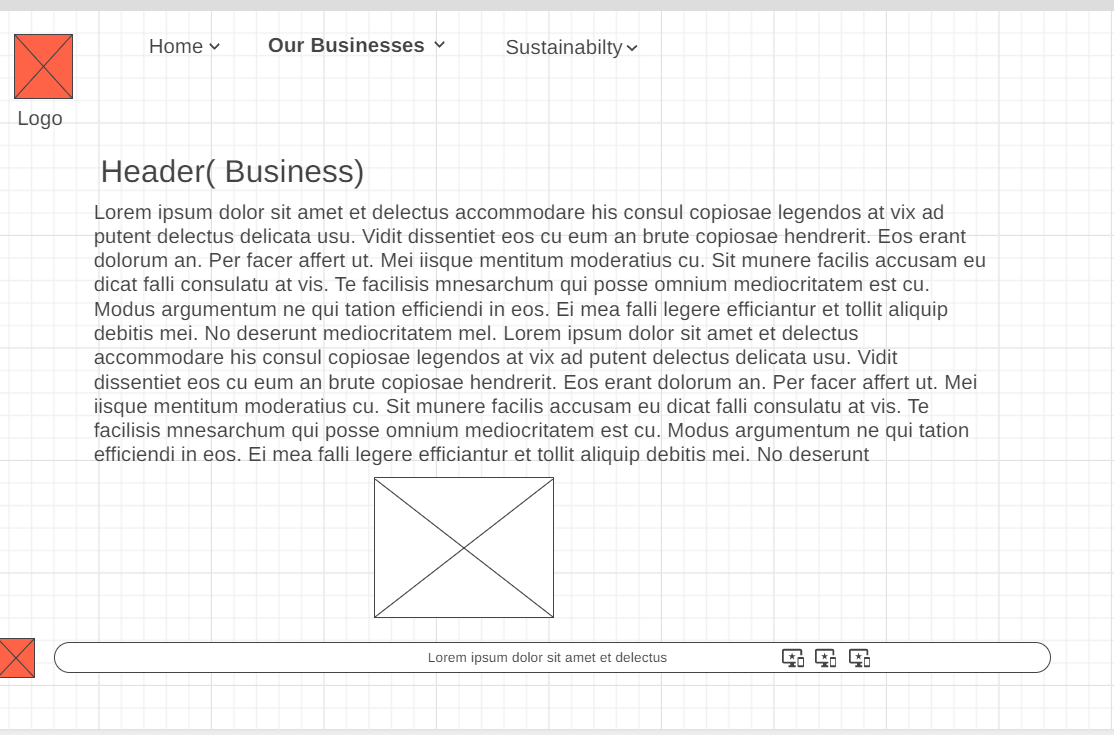 Home
Our Businesses
Sustainabilty
Logo
Header( Business)
Lorem ipsum dolor sit amet et delectus accommodare his consul copiosae legendos at vix ad
putent delectus delicata usu. Vidit dissentiet eos cu eum an brute copiosae hendrerit. Eos erant
dolorum an. Per facer affert ut. Mei iisque mentitum moderatius cu. Sit munere facilis accusam eu
dicat falli consulatu at vis. Te facilisis mnesarchum qui posse omnium mediocritatem est cu.
Modus argumentum ne qui tation efficiendi in eos. Ei mea falli legere efficiantur et tollit aliquip
debitis mei. No deserunt mediocritatem mel. Lorem ipsum dolor sit amet et delectus
accommodare his consul copiosae legendos at vix ad putent delectus delicata usu. Vidit
dissentiet eos cu eum an brute copiosae hendrerit. Eos erant dolorum an. Per facer affert ut. Mei
iisque mentitum moderatius cu. Sit munere facilis accusam eu dicat falli consulatu at vis. Te
facilisis mnesarchum qui posse omnium mediocritatem est cu. Modus argumentum ne qui tation
efficiendi in eos. Ei mea falli legere efficiantur et tollit aliquip debitis mei. No deserunt
Lorem ipsum dolor sit amet et delectus